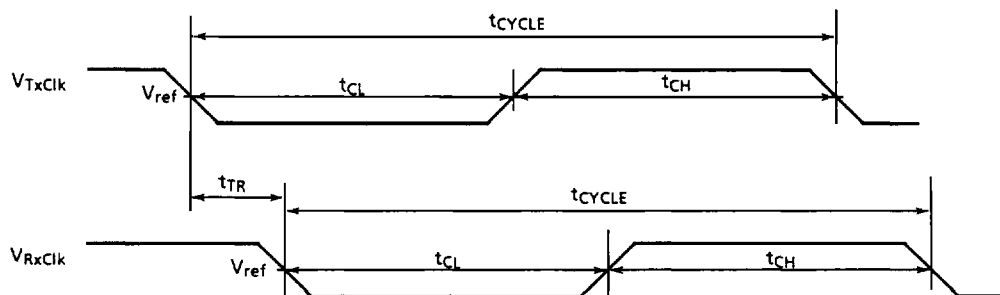 tCYCLE
VTxClk
Vref
tCL
tCH
tTR
tCYCLE
VRxClk
Vref
tCL
tCH